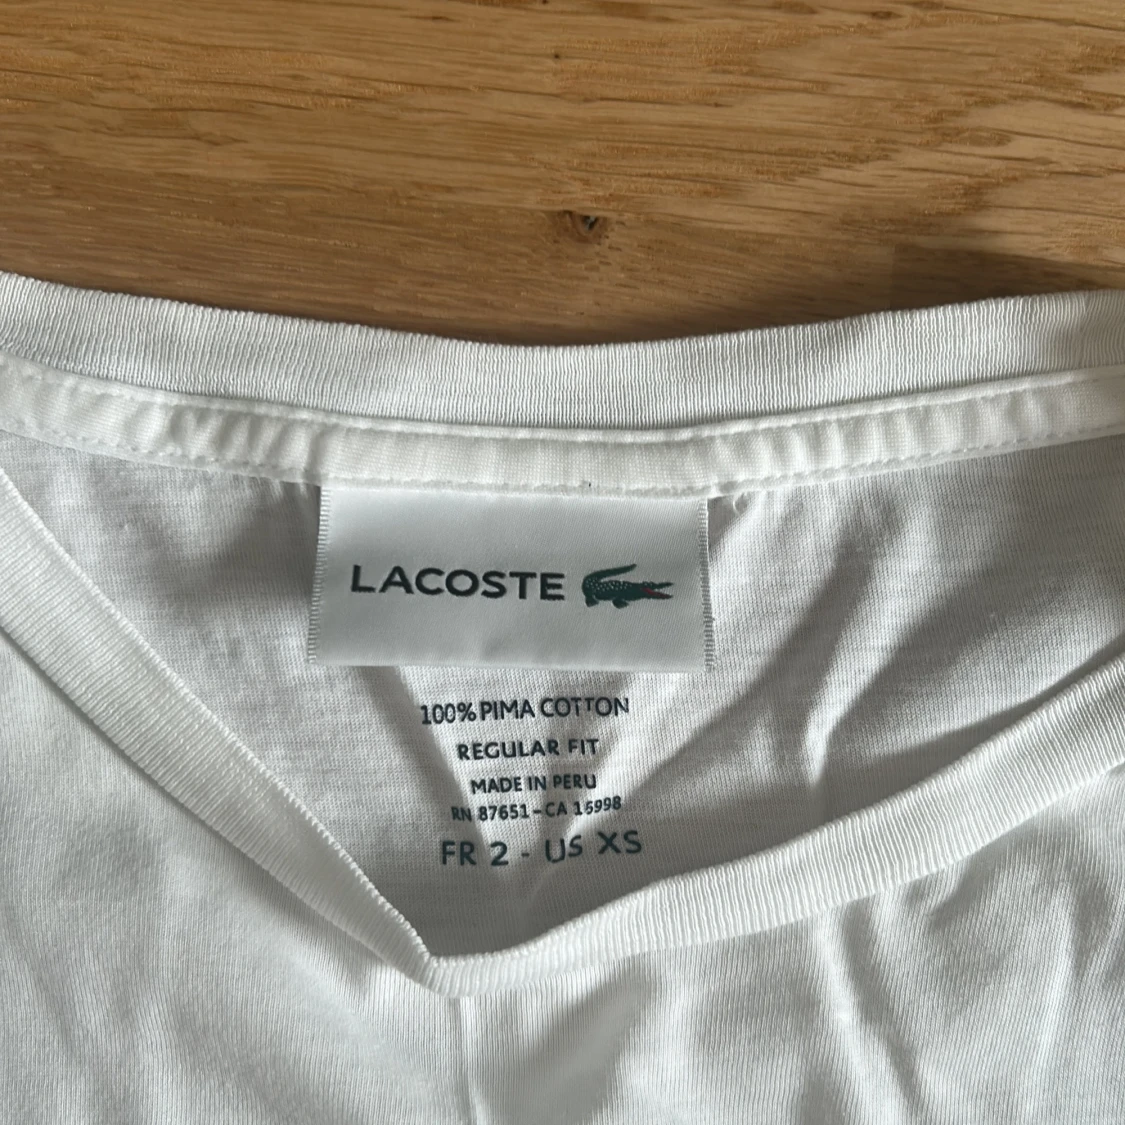 LACOSTE
100% PIMA COTTON
REGULAR FIT
MADE IN PERU
RN 87651-CA 16998
FR 2 - US XS